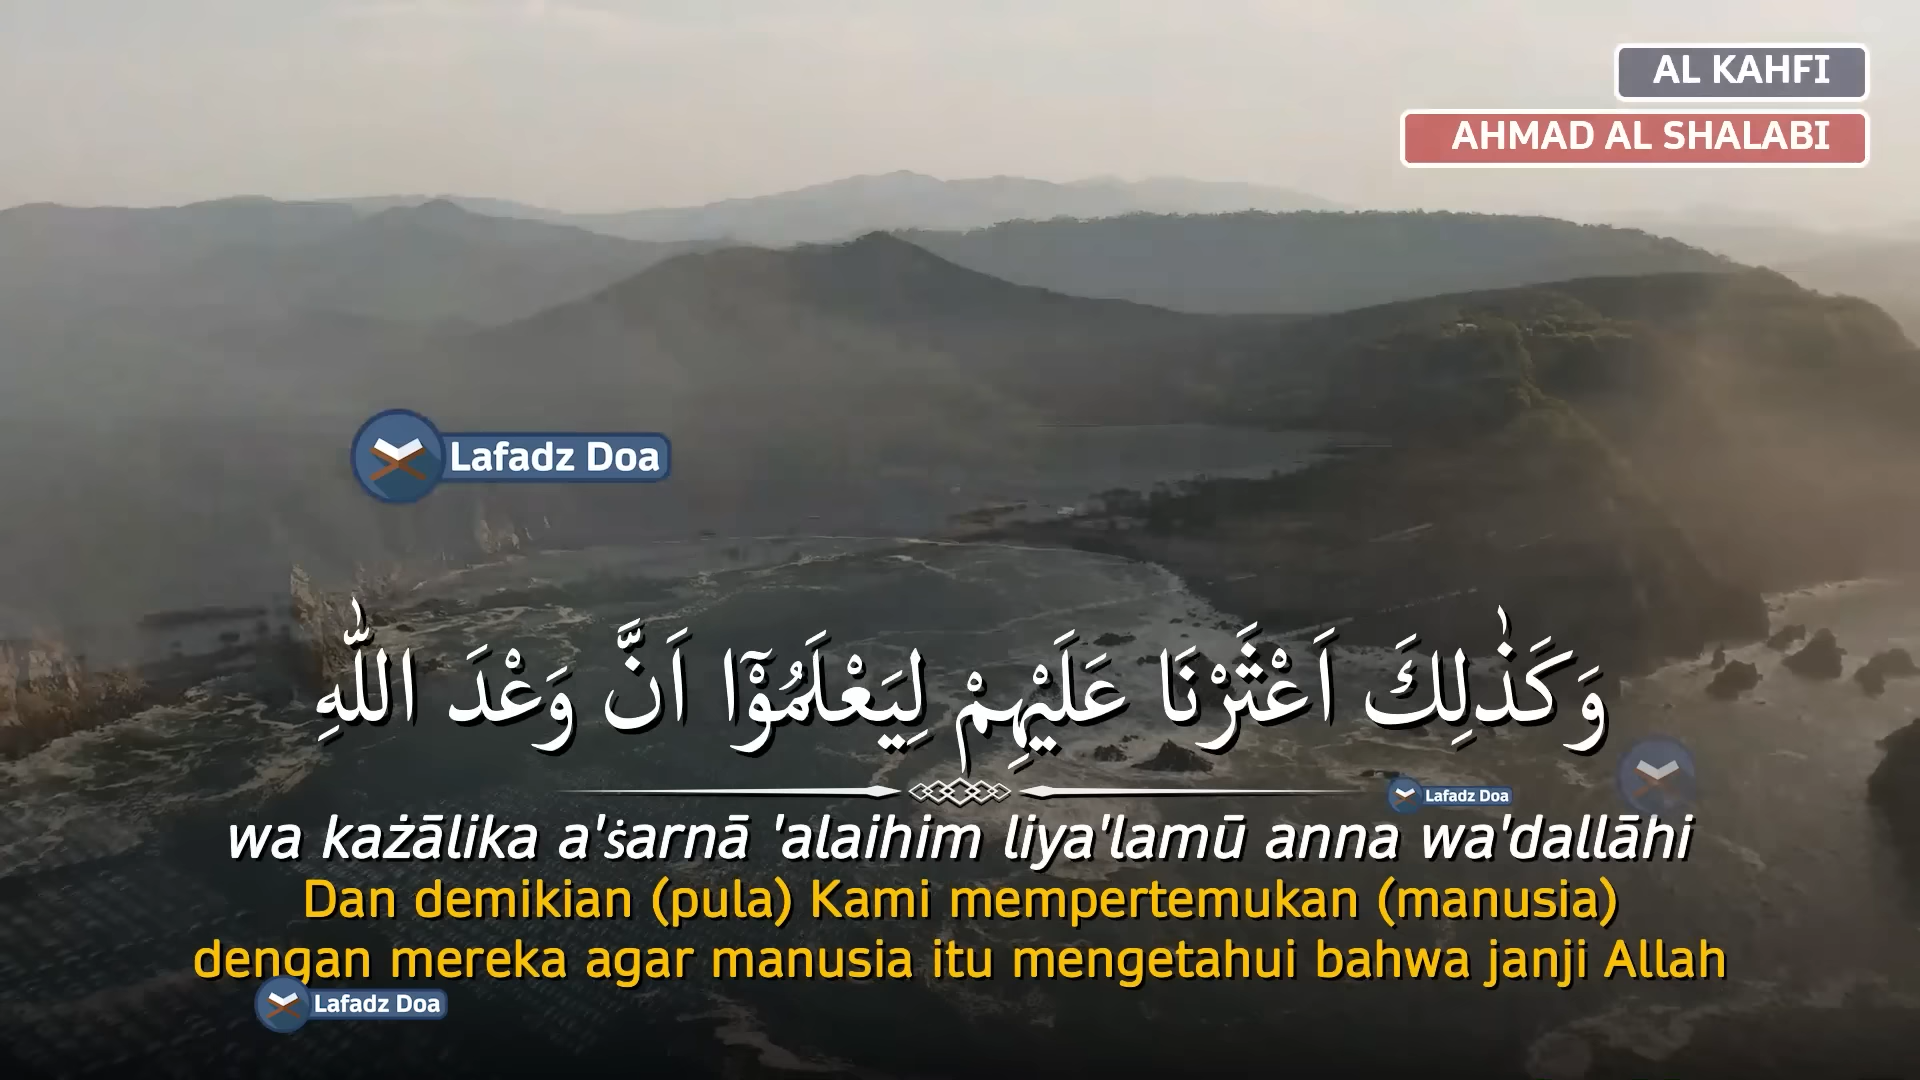 AL KAHFI
AHMAD AL SHALABI
Lafadz Doa
وَكَذٰلِكَ اَعْثَرْنَا عَلَيْهِمْ لِيَعْلَمُوْٓا اَنَّ وَعْدَ اللّٰهِ
Lafadz Doa
wa każālika a'ṡarnā 'alaihim liya'lamū anna wa'dallāhi
Dan demikian (pula) Kami mempertemukan (manusia)
dengan mereka agar manusia itu mengetahui bahwa janji Allah
Lafadz Doa